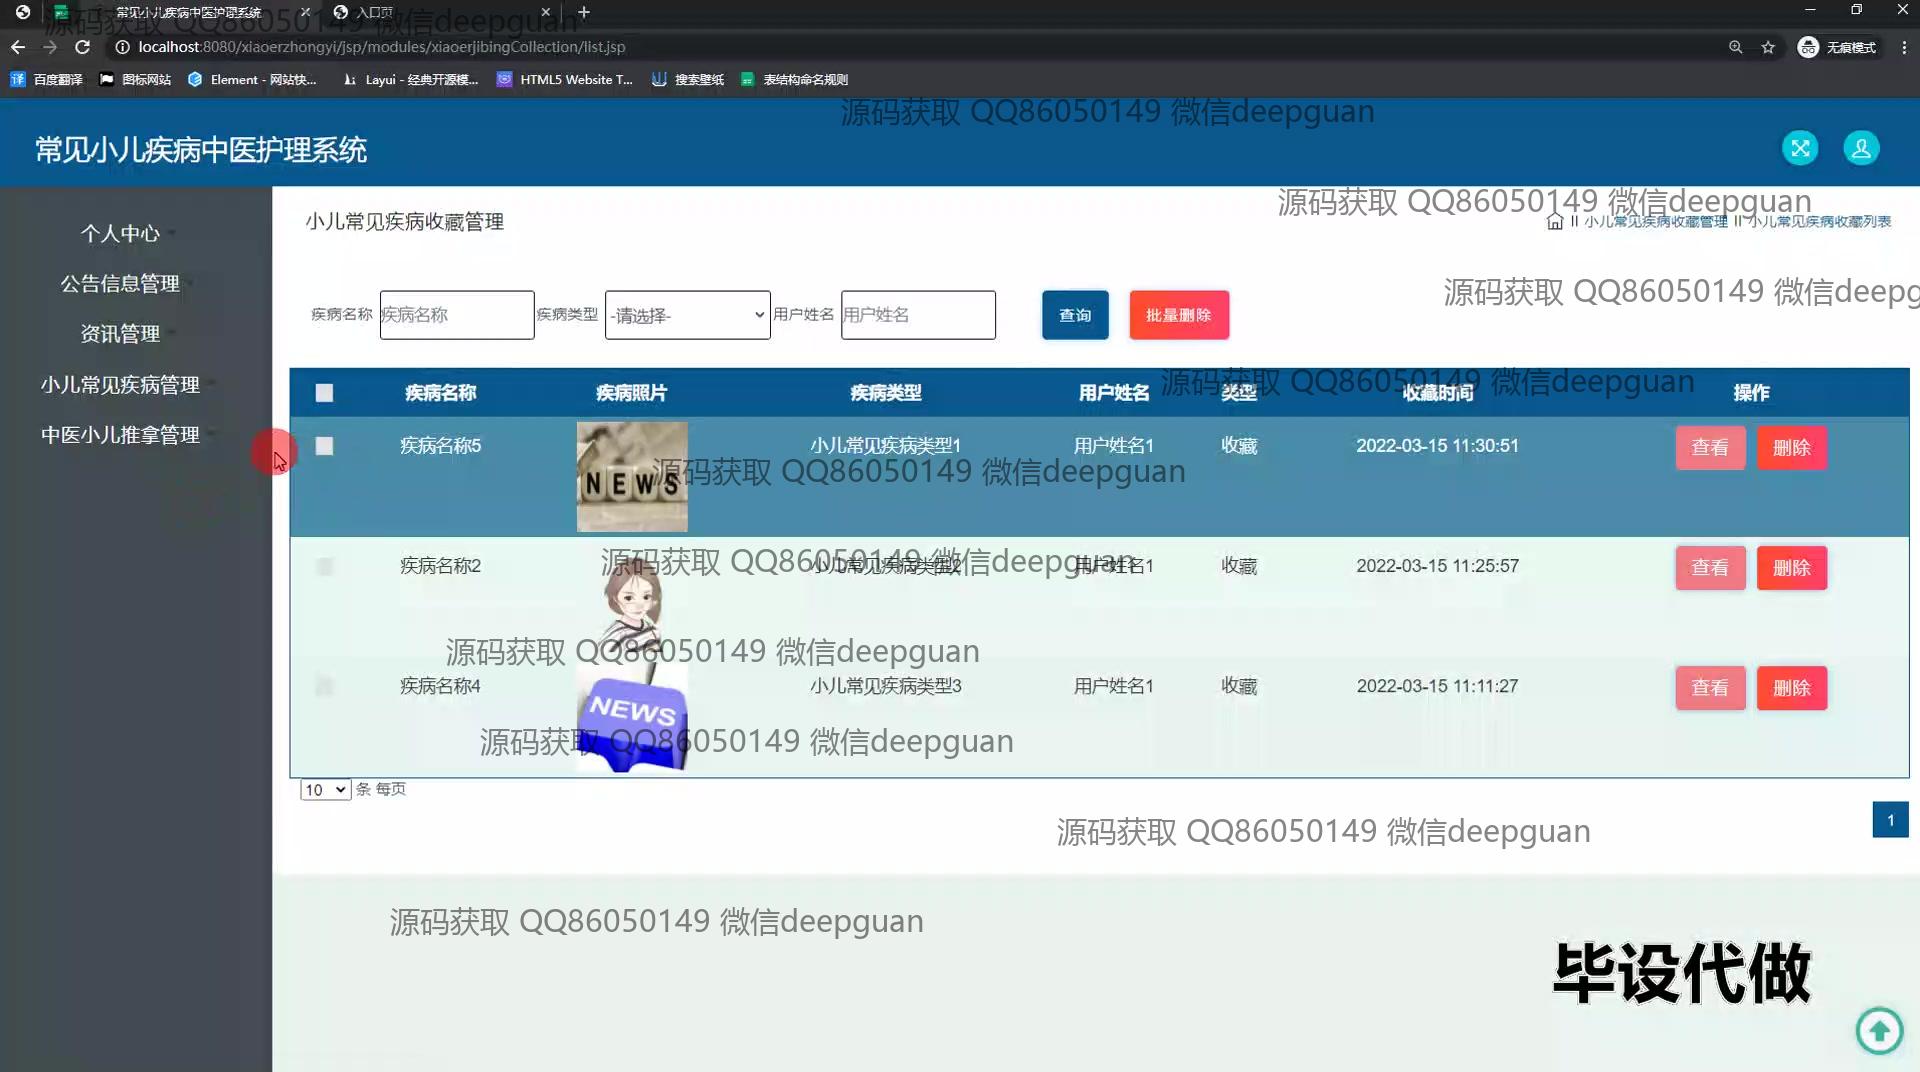 常见小儿疾病中医护理系统
入口页
源码获取 QQ86050149 微信deepguan
localhost:8080/xiaoerzhongyi/jsp/modules/xiaoerjibingCollection/list.jsp
无痕模式
百度翻译
图标网站
Element - 网站快...
Layui - 经典开源模...
HTML5 Website T...
搜索壁纸
表结构命名规则
源码获取 QQ86050149 微信deepguan
常见小儿疾病中医护理系统
源码获取 QQ86050149 微信deepguan
个人中心
公告信息管理
资讯管理
小儿常见疾病管理
中医小儿推拿管理
小儿常见疾病收藏管理
小儿常见疾病收藏管理 小儿常见疾病收藏列表
源码获取 QQ86050149 微信deepg
疾病名称 疾病名称 疾病类型 -请选择- 用户姓名 用户姓名 查询 批量删除
疾病名称 疾病照片 疾病类型 用户姓名 类型 收藏时间 操作
源码获取 QQ86050149 微信deepguan
疾病名称5 小儿常见疾病类型1 用户姓名1 收藏 2022-03-15 11:30:51 查看 删除
NEWS
源码获取 QQ86050149 微信deepguan
疾病名称2 小儿常见疾病类型2 用户姓名1 收藏 2022-03-15 11:25:57 查看 删除
源码获取 QQ86050149 微信deepguan
源码获取 QQ86050149 微信deepguan
疾病名称4 小儿常见疾病类型3 用户姓名1 收藏 2022-03-15 11:11:27 查看 删除
NEWS
源码获取 QQ86050149 微信deepguan
10 条 每页
1
源码获取 QQ86050149 微信deepguan
源码获取 QQ86050149 微信deepguan
毕设代做